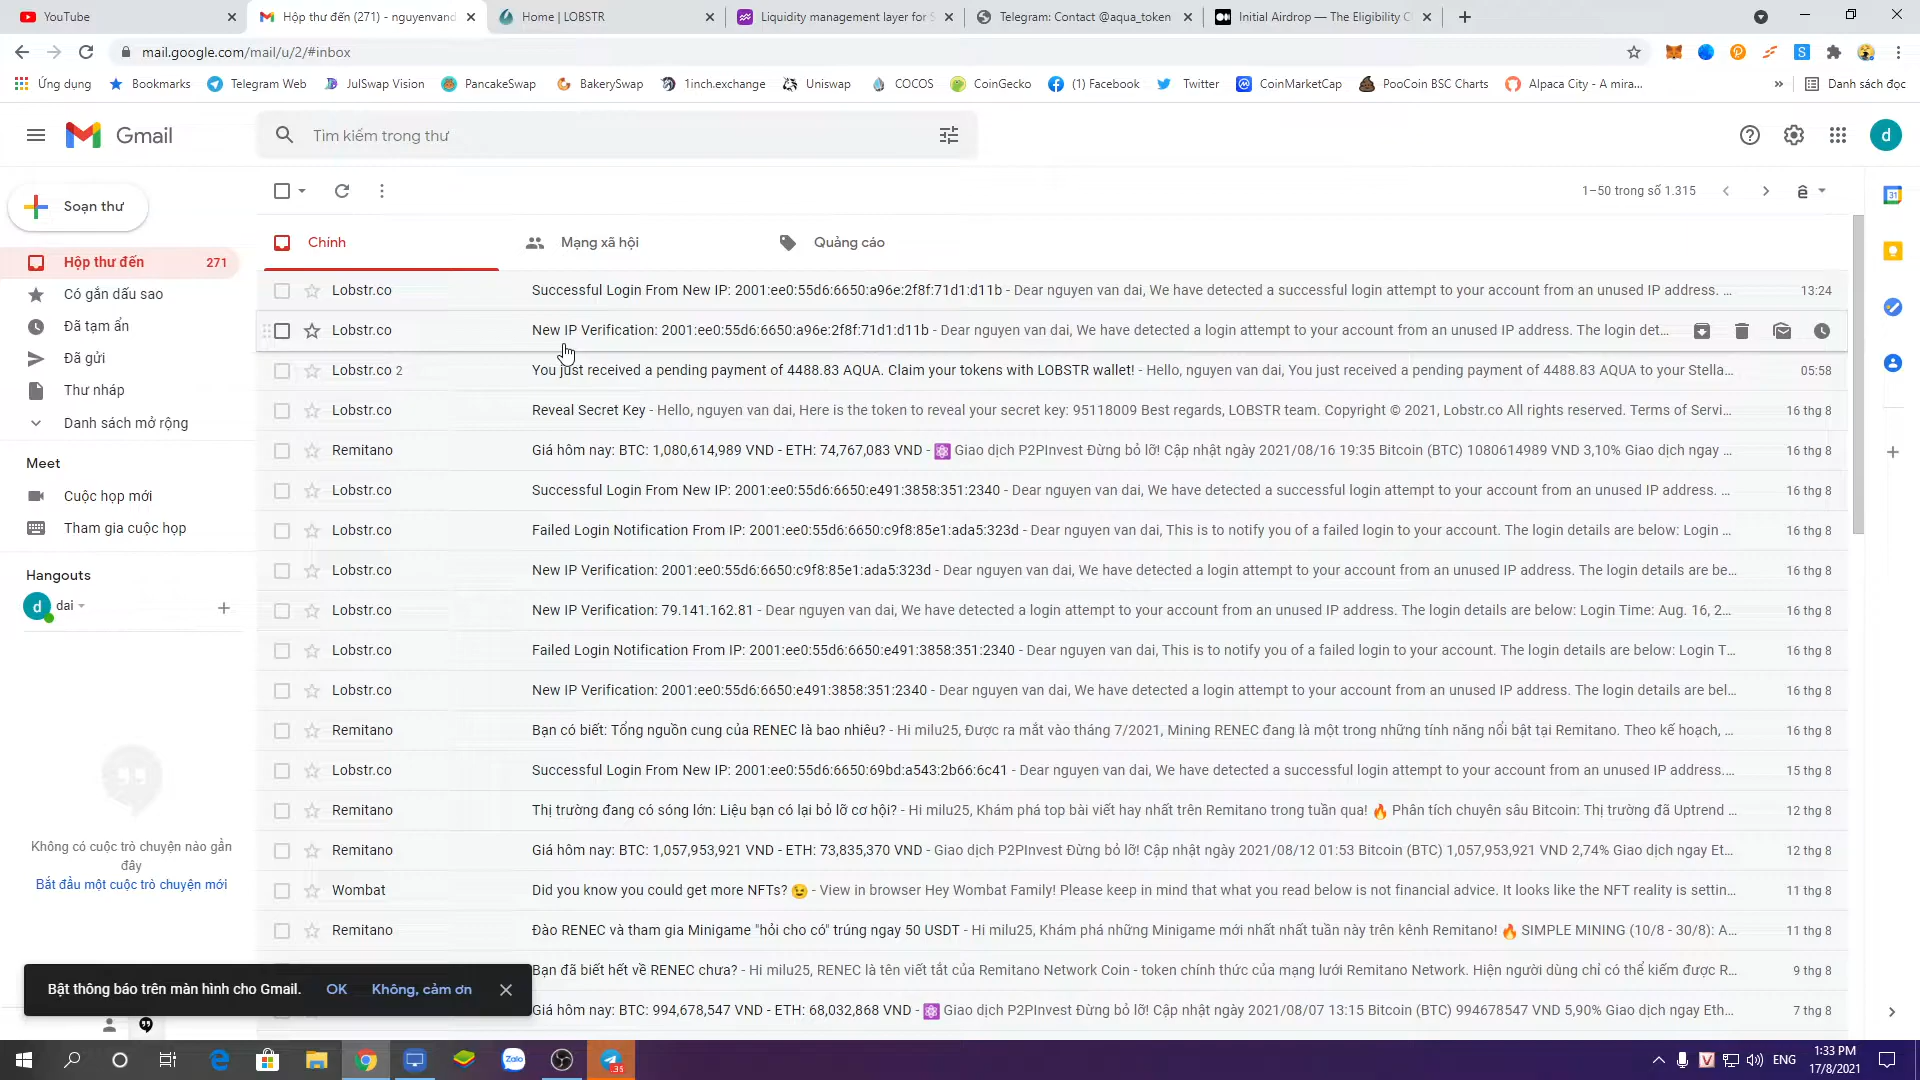 YouTube
Hộp thư đến (271) - nguyenvand
Home | LOBSTR
Liquidity management layer for S
Telegram: Contact @aqua_token
Initial Airdrop — The Eligibility C
mail.google.com/mail/u/2/#inbox
Ứng dụng
Bookmarks
Telegram Web
JulSwap Vision
PancakeSwap
BakerySwap
1inch.exchange
Uniswap
COCOS
CoinGecko
(1) Facebook
Twitter
CoinMarketCap
PooCoin BSC Charts
Alpaca City - A mira...
»
Danh sách đọc
Gmail
Tìm kiếm trong thư
d
Soạn thư
1–50 trong số 1.315
ê
Chính
Mạng xã hội
Quảng cáo
Hộp thư đến 271
Có gắn dấu sao
Đã tạm ẩn
Đã gửi
Thư nháp
Danh sách mở rộng
Meet
Cuộc họp mới
Tham gia cuộc họp
Hangouts
d dai
Không có cuộc trò chuyện nào gần
đây
Bắt đầu một cuộc trò chuyện mới
Lobstr.co Successful Login From New IP: 2001:ee0:55d6:6650:a96e:2f8f:71d1:d11b - Dear nguyen van dai, We have detected a successful login attempt to your account from an unused IP address. ... 13:24
Lobstr.co New IP Verification: 2001:ee0:55d6:6650:a96e:2f8f:71d1:d11b - Dear nguyen van dai, We have detected a login attempt to your account from an unused IP address. The login det...
Lobstr.co 2 You just received a pending payment of 4488.83 AQUA. Claim your tokens with LOBSTR wallet! - Hello, nguyen van dai, You just received a pending payment of 4488.83 AQUA to your Stella... 05:58
Lobstr.co Reveal Secret Key - Hello, nguyen van dai, Here is the token to reveal your secret key: 95118009 Best regards, LOBSTR team. Copyright © 2021, Lobstr.co All rights reserved. Terms of Servi... 16 thg 8
Remitano Giá hôm nay: BTC: 1,080,614,989 VND - ETH: 74,767,083 VND - ⚛️ Giao dịch P2PInvest Đừng bỏ lỡ! Cập nhật ngày 2021/08/16 19:35 Bitcoin (BTC) 1080614989 VND 3,10% Giao dịch ngay ... 16 thg 8
Lobstr.co Successful Login From New IP: 2001:ee0:55d6:6650:e491:3858:351:2340 - Dear nguyen van dai, We have detected a successful login attempt to your account from an unused IP address. ... 16 thg 8
Lobstr.co Failed Login Notification From IP: 2001:ee0:55d6:6650:c9f8:85e1:ada5:323d - Dear nguyen van dai, This is to notify you of a failed login to your account. The login details are below: Login ... 16 thg 8
Lobstr.co New IP Verification: 2001:ee0:55d6:6650:c9f8:85e1:ada5:323d - Dear nguyen van dai, We have detected a login attempt to your account from an unused IP address. The login details are be... 16 thg 8
Lobstr.co New IP Verification: 79.141.162.81 - Dear nguyen van dai, We have detected a login attempt to your account from an unused IP address. The login details are below: Login Time: Aug. 16, 2... 16 thg 8
Lobstr.co Failed Login Notification From IP: 2001:ee0:55d6:6650:e491:3858:351:2340 - Dear nguyen van dai, This is to notify you of a failed login to your account. The login details are below: Login T... 16 thg 8
Lobstr.co New IP Verification: 2001:ee0:55d6:6650:e491:3858:351:2340 - Dear nguyen van dai, We have detected a login attempt to your account from an unused IP address. The login details are bel... 16 thg 8
Remitano Bạn có biết: Tổng nguồn cung của RENEC là bao nhiêu? - Hi milu25, Được ra mắt vào tháng 7/2021, Mining RENEC đang là một trong những tính năng nổi bật tại Remitano. Theo kế hoạch, ... 16 thg 8
Lobstr.co Successful Login From New IP: 2001:ee0:55d6:6650:69bd:a543:2b66:6c41 - Dear nguyen van dai, We have detected a successful login attempt to your account from an unused IP address.... 15 thg 8
Remitano Thị trường đang có sóng lớn: Liệu bạn có lại bỏ lỡ cơ hội? - Hi milu25, Khám phá top bài viết hay nhất trên Remitano trong tuần qua! 🔥 Phân tích chuyên sâu Bitcoin: Thị trường đã Uptrend ... 12 thg 8
Remitano Giá hôm nay: BTC: 1,057,953,921 VND - ETH: 73,835,370 VND - Giao dịch P2PInvest Đừng bỏ lỡ! Cập nhật ngày 2021/08/12 01:53 Bitcoin (BTC) 1,057,953,921 VND 2,74% Giao dịch ngay Et... 12 thg 8
Wombat Did you know you could get more NFTs? 😉 - View in browser Hey Wombat Family! Please keep in mind that what you read below is not financial advice. It looks like the NFT reality is settin... 11 thg 8
Remitano Đào RENEC và tham gia Minigame "hỏi cho có" trúng ngay 50 USDT - Hi milu25, Khám phá những Minigame mới nhất nhất tuần này trên kênh Remitano! 🔥 SIMPLE MINING (10/8 - 30/8): A... 11 thg 8
Bạn đã biết hết về RENEC chưa? - Hi milu25, RENEC là tên viết tắt của Remitano Network Coin - token chính thức của mạng lưới Remitano Network. Hiện người dùng chỉ có thể kiếm được R... 9 thg 8
Giá hôm nay: BTC: 994,678,547 VND - ETH: 68,032,868 VND - ⚛️ Giao dịch P2PInvest Đừng bỏ lỡ! Cập nhật ngày 2021/08/07 13:15 Bitcoin (BTC) 994678547 VND 5,90% Giao dịch ngay Eth... 7 thg 8
Bật thông báo trên màn hình cho Gmail. OK Không, cảm ơn
31
Zalo
ENG
1:33 PM
17/8/2021